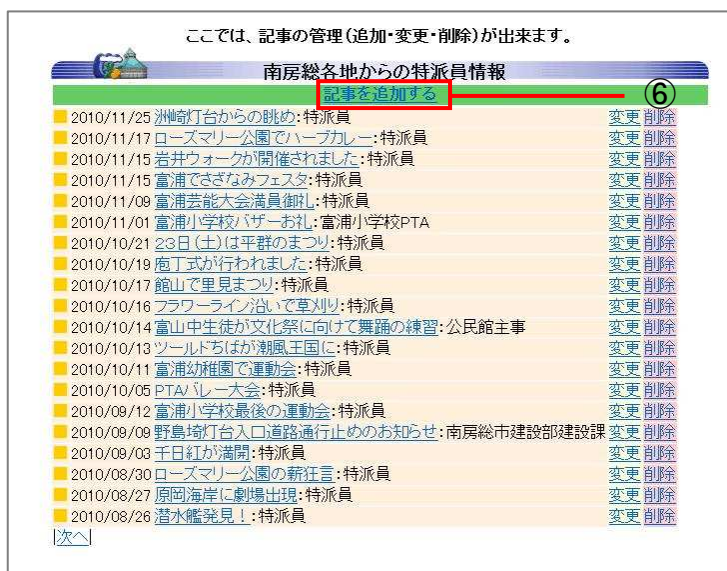 ここでは、記事の管理(追加・変更・削除)が出来ます。
南房総各地からの特派員情報
記事を追加する ⑥
2010/11/25 洲崎灯台からの眺め:特派員 変更 削除
2010/11/17 ローズマリー公園でハーブカレー:特派員 変更 削除
2010/11/15 岩井ウォークが開催されました:特派員 変更 削除
2010/11/15 富浦でさざなみフェスタ:特派員 変更 削除
2010/11/09 富浦芸能大会満員御礼:特派員 変更 削除
2010/11/01 富浦小学校バザーお礼:富浦小学校PTA 変更 削除
2010/10/21 23日(土)は平群のまつり:特派員 変更 削除
2010/10/19 庖丁式が行われました:特派員 変更 削除
2010/10/17 館山で里見まつり:特派員 変更 削除
2010/10/16 フラワーライン沿いで草刈り:特派員 変更 削除
2010/10/14 富山中生徒が文化祭に向けて舞踊の練習:公民館主事 変更 削除
2010/10/13 ツールドちばが潮風王国に:特派員 変更 削除
2010/10/11 富浦幼稚園で運動会:特派員 変更 削除
2010/10/05 PTAバレー大会:特派員 変更 削除
2010/09/12 富浦小学校最後の運動会:特派員 変更 削除
2010/09/09 野島埼灯台入口道路通行止めのお知らせ:南房総市建設部建設課 変更 削除
2010/09/03 千日紅が満開:特派員 変更 削除
2010/08/30 ローズマリー公園の薪狂言:特派員 変更 削除
2010/08/27 原岡海岸に劇場出現:特派員 変更 削除
2010/08/26 潜水艦発見!:特派員 変更 削除
|次へ|